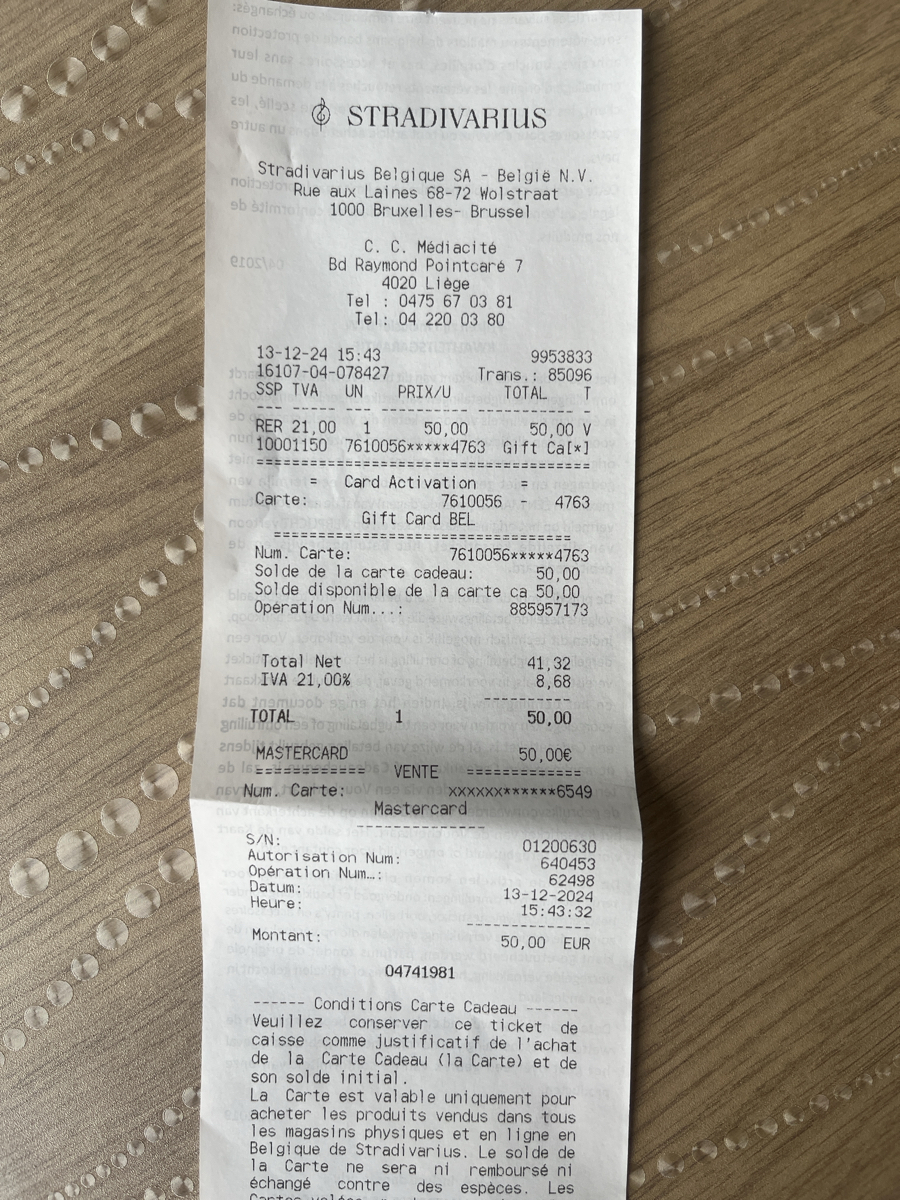 STRADIVARIUS
Stradivarius Belgique SA - België N.V.
Rue aux Laines 68-72 Wolstraat
1000 Bruxelles- Brussel
C. C. Médiacité
Bd Raymond Pointcaré 7
4020 Liège
Tel : 0475 67 03 81
Tel: 04 220 03 80
13-12-24 15:43 9953833
16107-04-078427 Trans.: 85096
SSP TVA UN PRIX/U TOTAL T
--- ----- ---- --------- ------------- --
RER 21,00 1 50,00 50,00 V
10001150 7610056*****4763 Gift Ca[*]
========================================
= Card Activation =
Carte: 7610056 - 4763
Gift Card BEL
===================================
Num. Carte: 7610056*****4763
Solde de la carte cadeau: 50,00
Solde disponible de la carte ca 50,00
Opération Num...: 885957173
Total Net 41,32
IVA 21,00% 8,68
----------
TOTAL 1 50,00
MASTERCARD 50,00€
============= VENTE =============
Num. Carte: XXXXXX******6549
Mastercard
---------------
S/N: 01200630
Autorisation Num: 640453
Opération Num…: 62498
Datum: 13-12-2024
Heure: 15:43:32
---------------
Montant: 50,00 EUR
04741981
------ Conditions Carte Cadeau ------
Veuillez conserver ce ticket de
caisse comme justificatif de l'achat
de la Carte Cadeau (la Carte) et de
son solde initial.
La Carte est valable uniquement pour
acheter les produits vendus dans tous
les magasins physiques et en ligne en
Belgique de Stradivarius. Le solde de
la Carte ne sera ni remboursé ni
échangé contre des espèces. Les